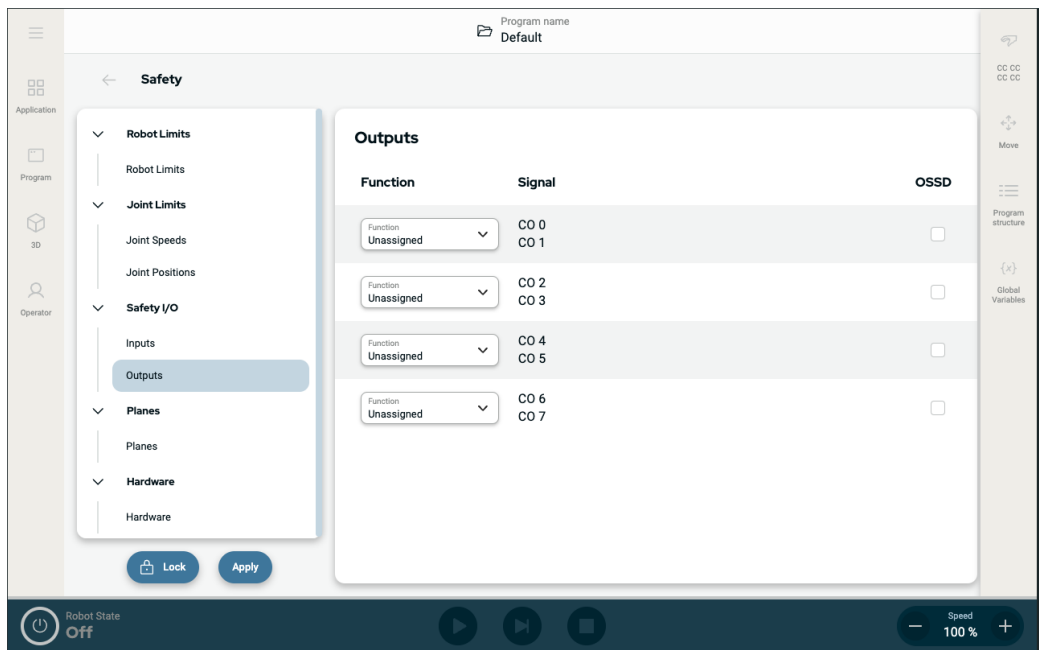 Program name
Default
Safety
Application
Program
3D
Operator
Robot Limits
Robot Limits
Joint Limits
Joint Speeds
Joint Positions
Safety I/O
Inputs
Outputs
Planes
Planes
Hardware
Hardware
Lock
Apply
Outputs
Function
Signal
OSSD
Function
Unassigned
CO 0
CO 1
Function
Unassigned
CO 2
CO 3
Function
Unassigned
CO 4
CO 5
Function
Unassigned
CO 6
CO 7
CC CC
CC CC
Move
Program
structure
{x}
Global
Variables
Robot State
Off
Speed
100 %